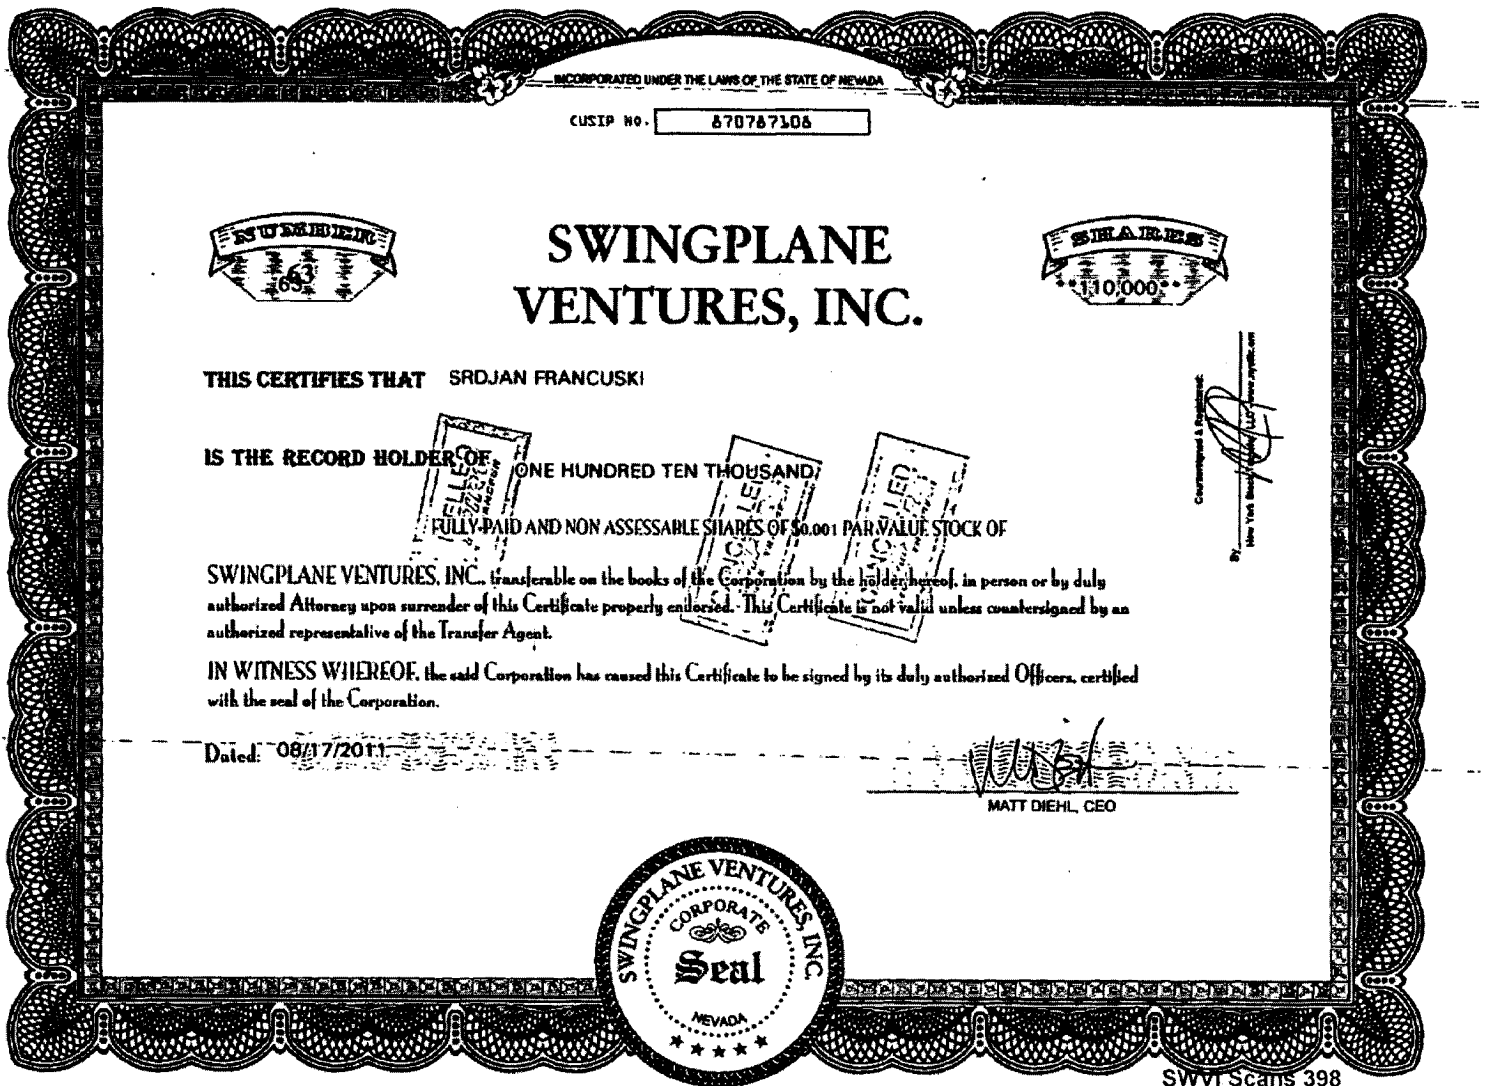 INCORPORATED UNDER THE LAWS OF THE STATE OF NEVADA
CUSIP NO. 870787108
NUMBER
63
SHARES
**110,000**
SWINGPLANE
VENTURES, INC.
THIS CERTIFIES THAT SRDJAN FRANCUSKI
IS THE RECORD HOLDER OF ONE HUNDRED TEN THOUSAND
FULLY-PAID AND NON ASSESSABLE SHARES OF $0.001 PAR VALUE STOCK OF
SWINGPLANE VENTURES, INC., transferable on the books of the Corporation by the holder hereof, in person or by duly
authorized Attorney upon surrender of this Certificate properly endorsed. This Certificate is not valid unless countersigned by an
authorized representative of the Transfer Agent.
IN WITNESS WHEREOF, the said Corporation has caused this Certificate to be signed by its duly authorized Officers, certified
with the seal of the Corporation.
Dated: 08/17/2011
MATT DIEHL, CEO
Countersigned & Registered:
By
New York
SWINGPLANE VENTURES, INC.
CORPORATE
Seal
NEVADA
SWVI Scans 398